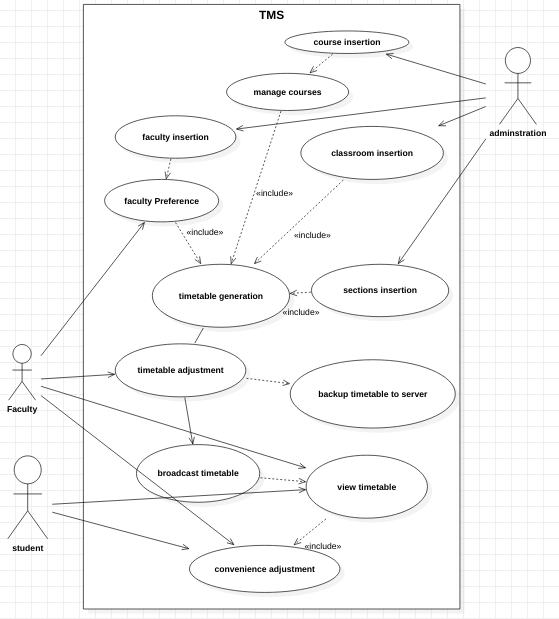 TMS
course insertion
manage courses
adminstration
faculty insertion
classroom insertion
«include»
faculty Preference
«include»
«include»
timetable generation
sections insertion
«include»
timetable adjustment
backup timetable to server
Faculty
broadcast timetable
view timetable
student
«include»
convenience adjustment